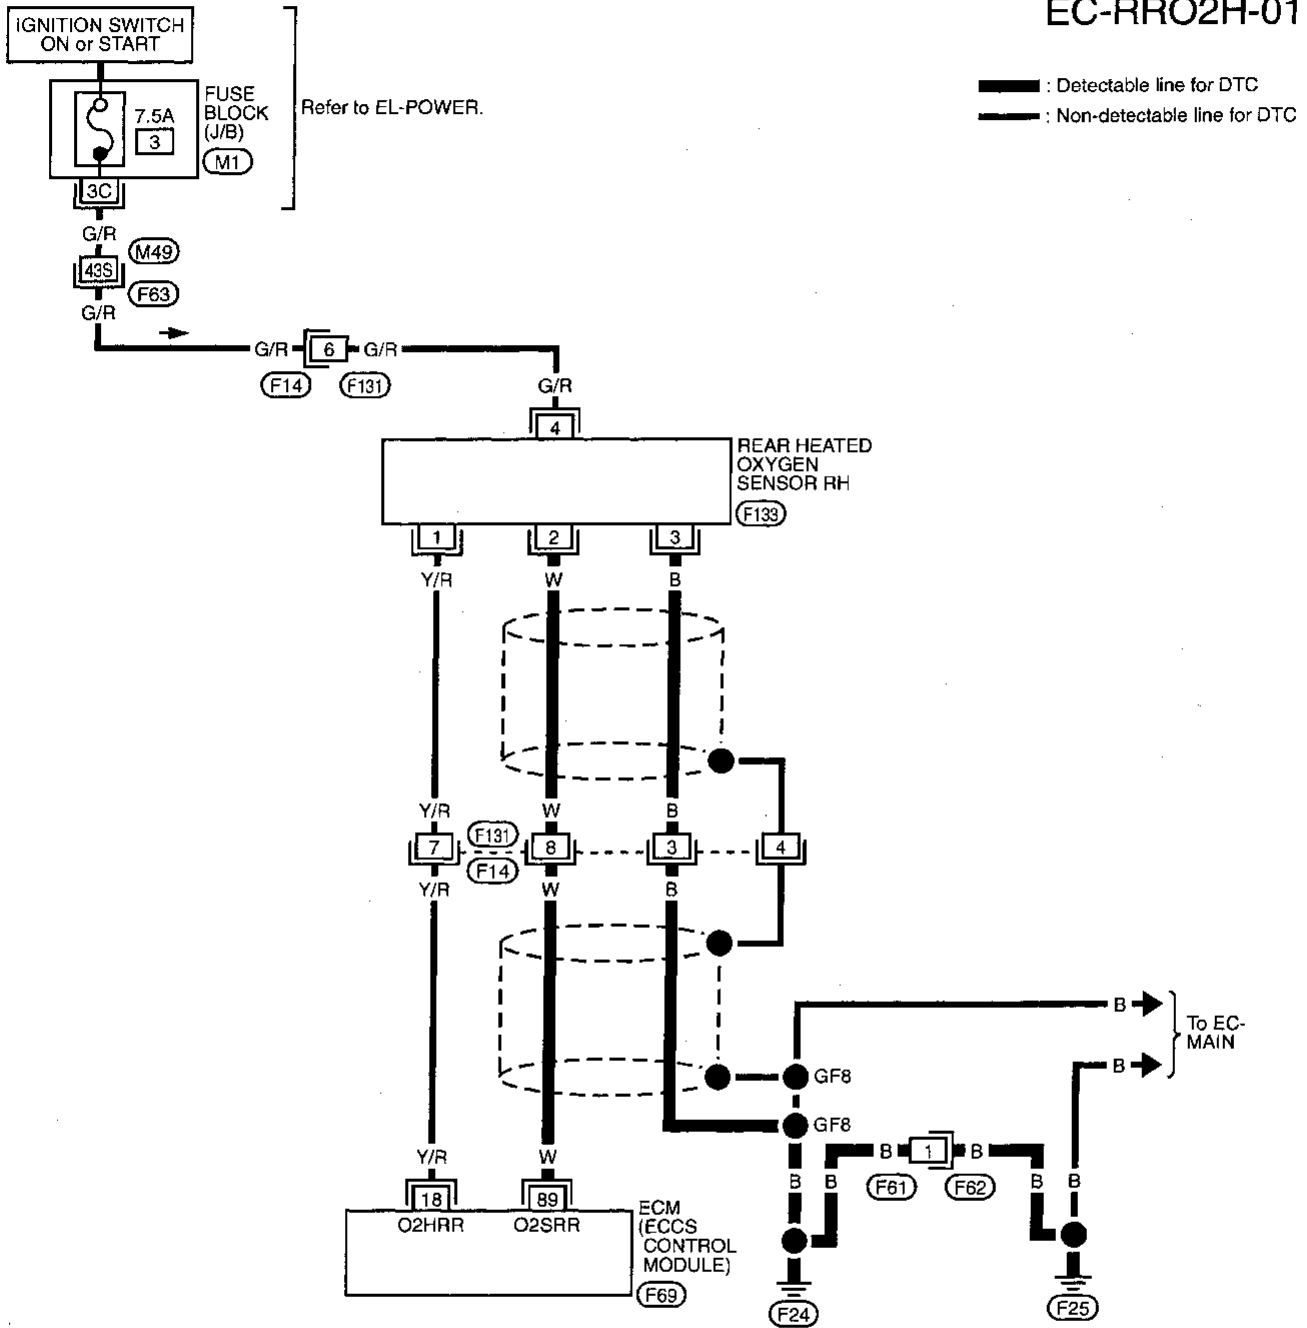 EC-RRO2H-01
IGNITION SWITCH
ON or START
7.5A
3
FUSE
BLOCK
(J/B)
M1
Refer to EL-POWER.
: Detectable line for DTC
: Non-detectable line for DTC
3C
G/R
M49
43S
F63
G/R
G/R
6
G/R
F14
F131
G/R
4
REAR HEATED
OXYGEN
SENSOR RH
F133
1
2
3
Y/R
W
B
Y/R
W
B
F131
7
8
3
4
F14
Y/R
W
B
B
To EC-
MAIN
B
GF8
GF8
B
1
B
F61
F62
Y/R
W
B
B
B
B
18
89
O2HRR
O2SRR
ECM
(ECCS
CONTROL
MODULE)
F69
F24
F25